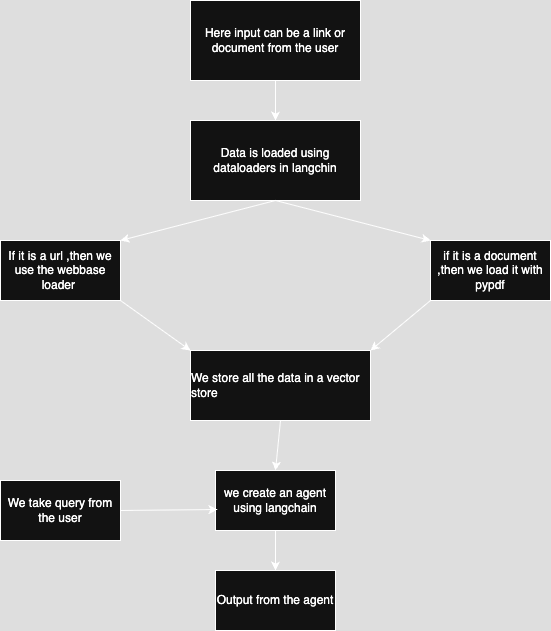 Here input can be a link or
document from the user
Data is loaded using
dataloaders in langchin
If it is a url ,then we
use the webbase
loader
if it is a document
,then we load it with
pypdf
We store all the data in a vector
store
We take query from
the user
we create an agent
using langchain
Output from the agent